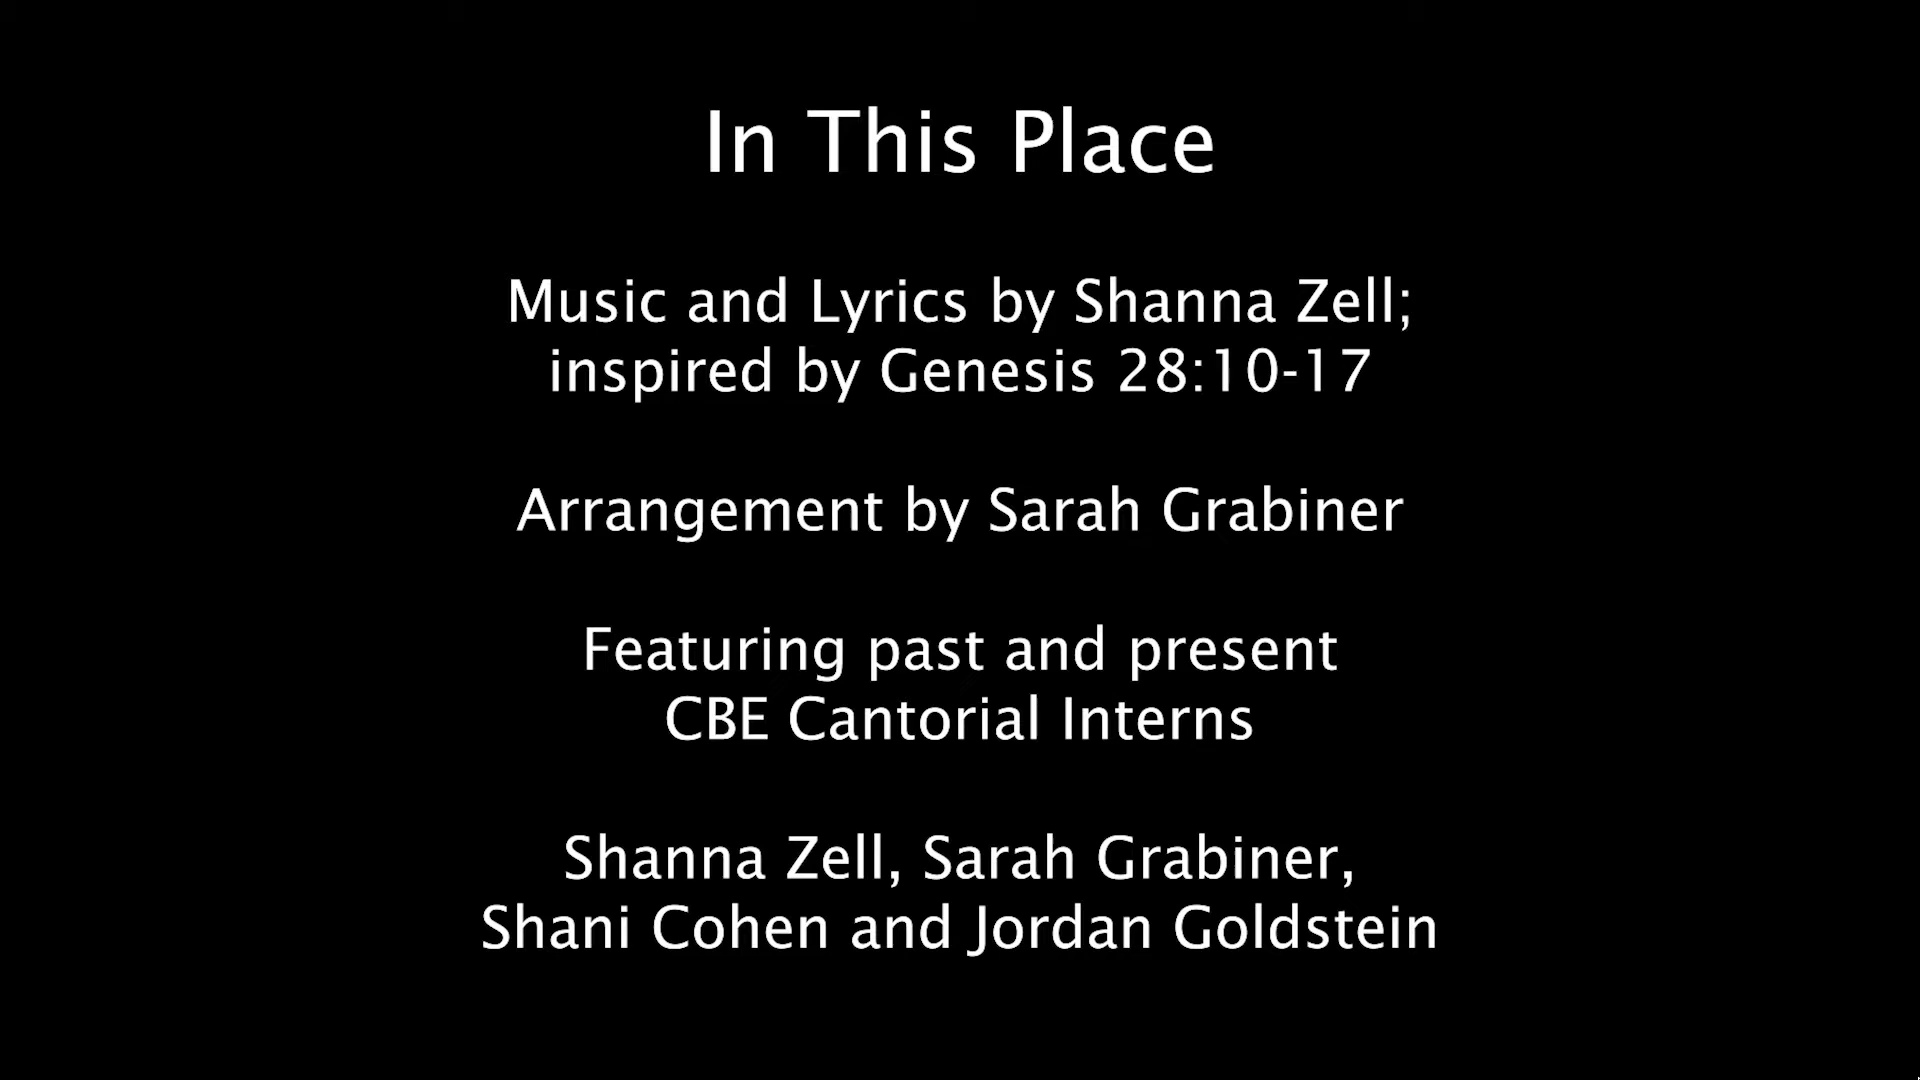 In This Place
Music and Lyrics by Shanna Zell;
inspired by Genesis 28:10-17
Arrangement by Sarah Grabiner
Featuring past and present
CBE Cantorial Interns
Shanna Zell, Sarah Grabiner,
Shani Cohen and Jordan Goldstein